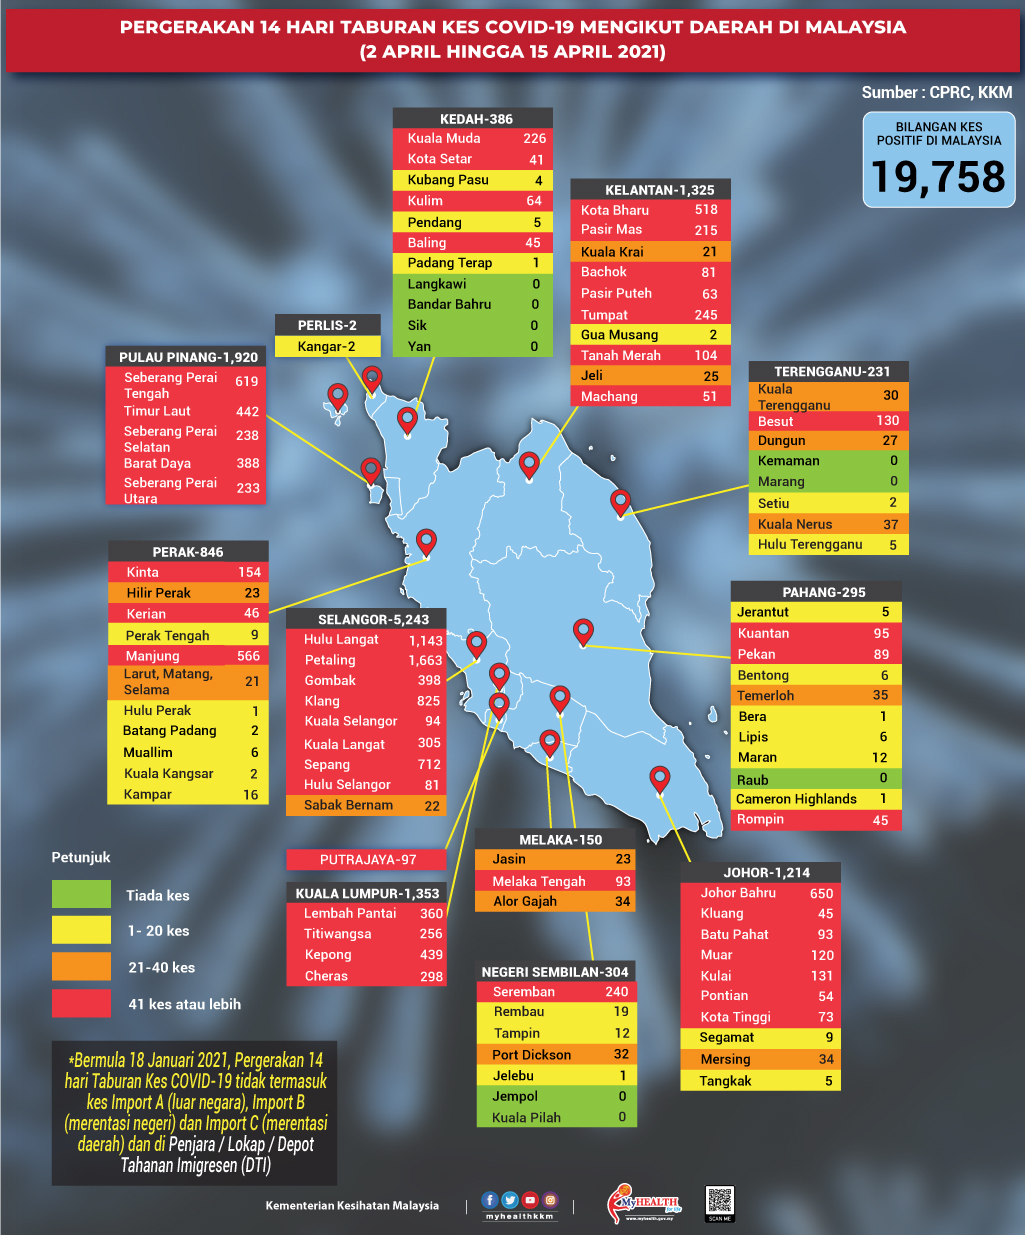 PERGERAKAN 14 HARI TABURAN KES COVID-19 MENGIKUT DAERAH DI MALAYSIA
(2 APRIL HINGGA 15 APRIL 2021)
Sumber : CPRC, KKM
BILANGAN KES
POSITIF DI MALAYSIA
19,758
KEDAH-386
Kuala Muda 226
Kota Setar 41
Kubang Pasu 4
Kulim 64
Pendang 5
Baling 45
Padang Terap 1
Langkawi 0
Bandar Bahru 0
Sik 0
Yan 0
KELANTAN-1,325
Kota Bharu 518
Pasir Mas 215
Kuala Krai 21
Bachok 81
Pasir Puteh 63
Tumpat 245
Gua Musang 2
Tanah Merah 104
Jeli 25
Machang 51
PERLIS-2
Kangar-2
PULAU PINANG-1,920
Seberang Perai
Tengah 619
Timur Laut 442
Seberang Perai
Selatan 238
Barat Daya 388
Seberang Perai
Utara 233
TERENGGANU-231
Kuala
Terengganu 30
Besut 130
Dungun 27
Kemaman 0
Marang 0
Setiu 2
Kuala Nerus 37
Hulu Terengganu 5
PERAK-846
Kinta 154
Hilir Perak 23
Kerian 46
Perak Tengah 9
Manjung 566
Larut, Matang,
Selama 21
Hulu Perak 1
Batang Padang 2
Muallim 6
Kuala Kangsar 2
Kampar 16
SELANGOR-5,243
Hulu Langat 1,143
Petaling 1,663
Gombak 398
Klang 825
Kuala Selangor 94
Kuala Langat 305
Sepang 712
Hulu Selangor 81
Sabak Bernam 22
PAHANG-295
Jerantut 5
Kuantan 95
Pekan 89
Bentong 6
Temerloh 35
Bera 1
Lipis 6
Maran 12
Raub 0
Cameron Highlands 1
Rompin 45
PUTRAJAYA-97
KUALA LUMPUR-1,353
Lembah Pantai 360
Titiwangsa 256
Kepong 439
Cheras 298
MELAKA-150
Jasin 23
Melaka Tengah 93
Alor Gajah 34
NEGERI SEMBILAN-304
Seremban 240
Rembau 19
Tampin 12
Port Dickson 32
Jelebu 1
Jempol 0
Kuala Pilah 0
JOHOR-1,214
Johor Bahru 650
Kluang 45
Batu Pahat 93
Muar 120
Kulai 131
Pontian 54
Kota Tinggi 73
Segamat 9
Mersing 34
Tangkak 5
Petunjuk
Tiada kes
1- 20 kes
21-40 kes
41 kes atau lebih
*Bermula 18 Januari 2021, Pergerakan 14
hari Taburan Kes COVID-19 tidak termasuk
kes Import A (luar negara), Import B
(merentasi negeri) dan Import C (merentasi
daerah) dan di Penjara / Lokap / Depot
Tahanan Imigresen (DTI)
Kementerian Kesihatan Malaysia
myhealthkkm
MyHEALTH
for life
www.myhealth.gov.my
SCAN ME